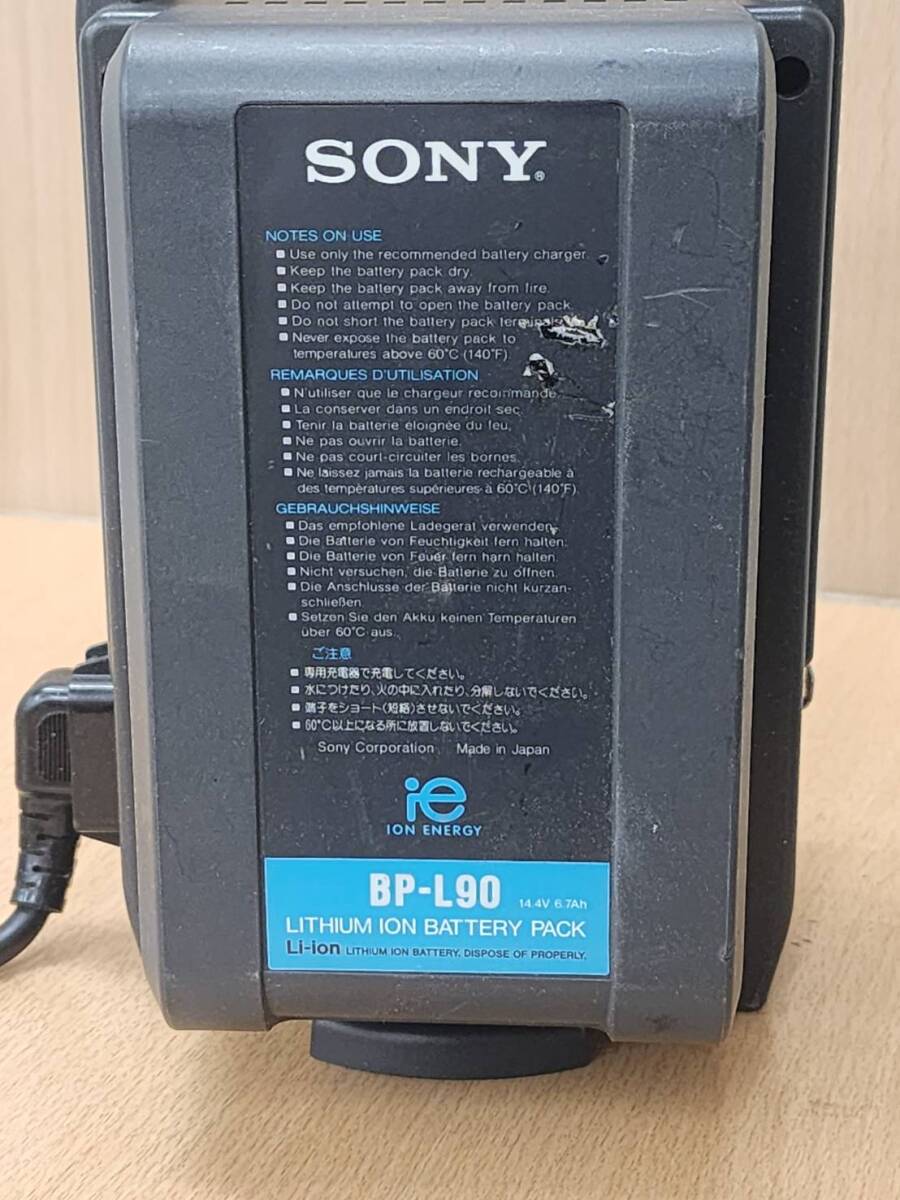 SONY®
NOTES ON USE
■ Use only the recommended battery charger.
■ Keep the battery pack dry.
■ Keep the battery pack away from fire.
■ Do not attempt to open the battery pack.
■ Do not short the battery pack terminals.
■ Never expose the battery pack to
temperatures above 60°C (140°F).
REMARQUES D'UTILISATION
■ N'utiliser que le chargeur recommandé.
■ La conserver dans un endroit sec.
■ Tenir la batterie éloignée du feu.
■ Ne pas ouvrir la batterie.
■ Ne pas court-circuiter les bornes.
■ Ne laissez jamais la batterie rechargeable à
des températures supérieures à 60°C (140°F).
GEBRAUCHSHINWEISE
■ Das empfohlene Ladegerät verwenden.
■ Die Batterie von Feuchtigkeit fern halten.
■ Die Batterie von Feuer fern harn halten.
■ Nicht versuchen, die Batterie zu öffnen.
■ Die Anschlusse der Batterie nicht kurzan-
schließen.
■ Setzen Sie den Akku keinen Temperaturen
über 60°C aus.
ご注意
■ 専用充電器で充電してください。
■ 水につけたり、火の中に入れたり、分解しないでください。
■ 端子をショート(短絡)させないでください。
■ 60°C以上になる所に放置しないでください。
Sony Corporation Made in Japan
ie
ION ENERGY
BP-L90 14.4V 6.7Ah
LITHIUM ION BATTERY PACK
Li-ion LITHIUM ION BATTERY. DISPOSE OF PROPERLY.